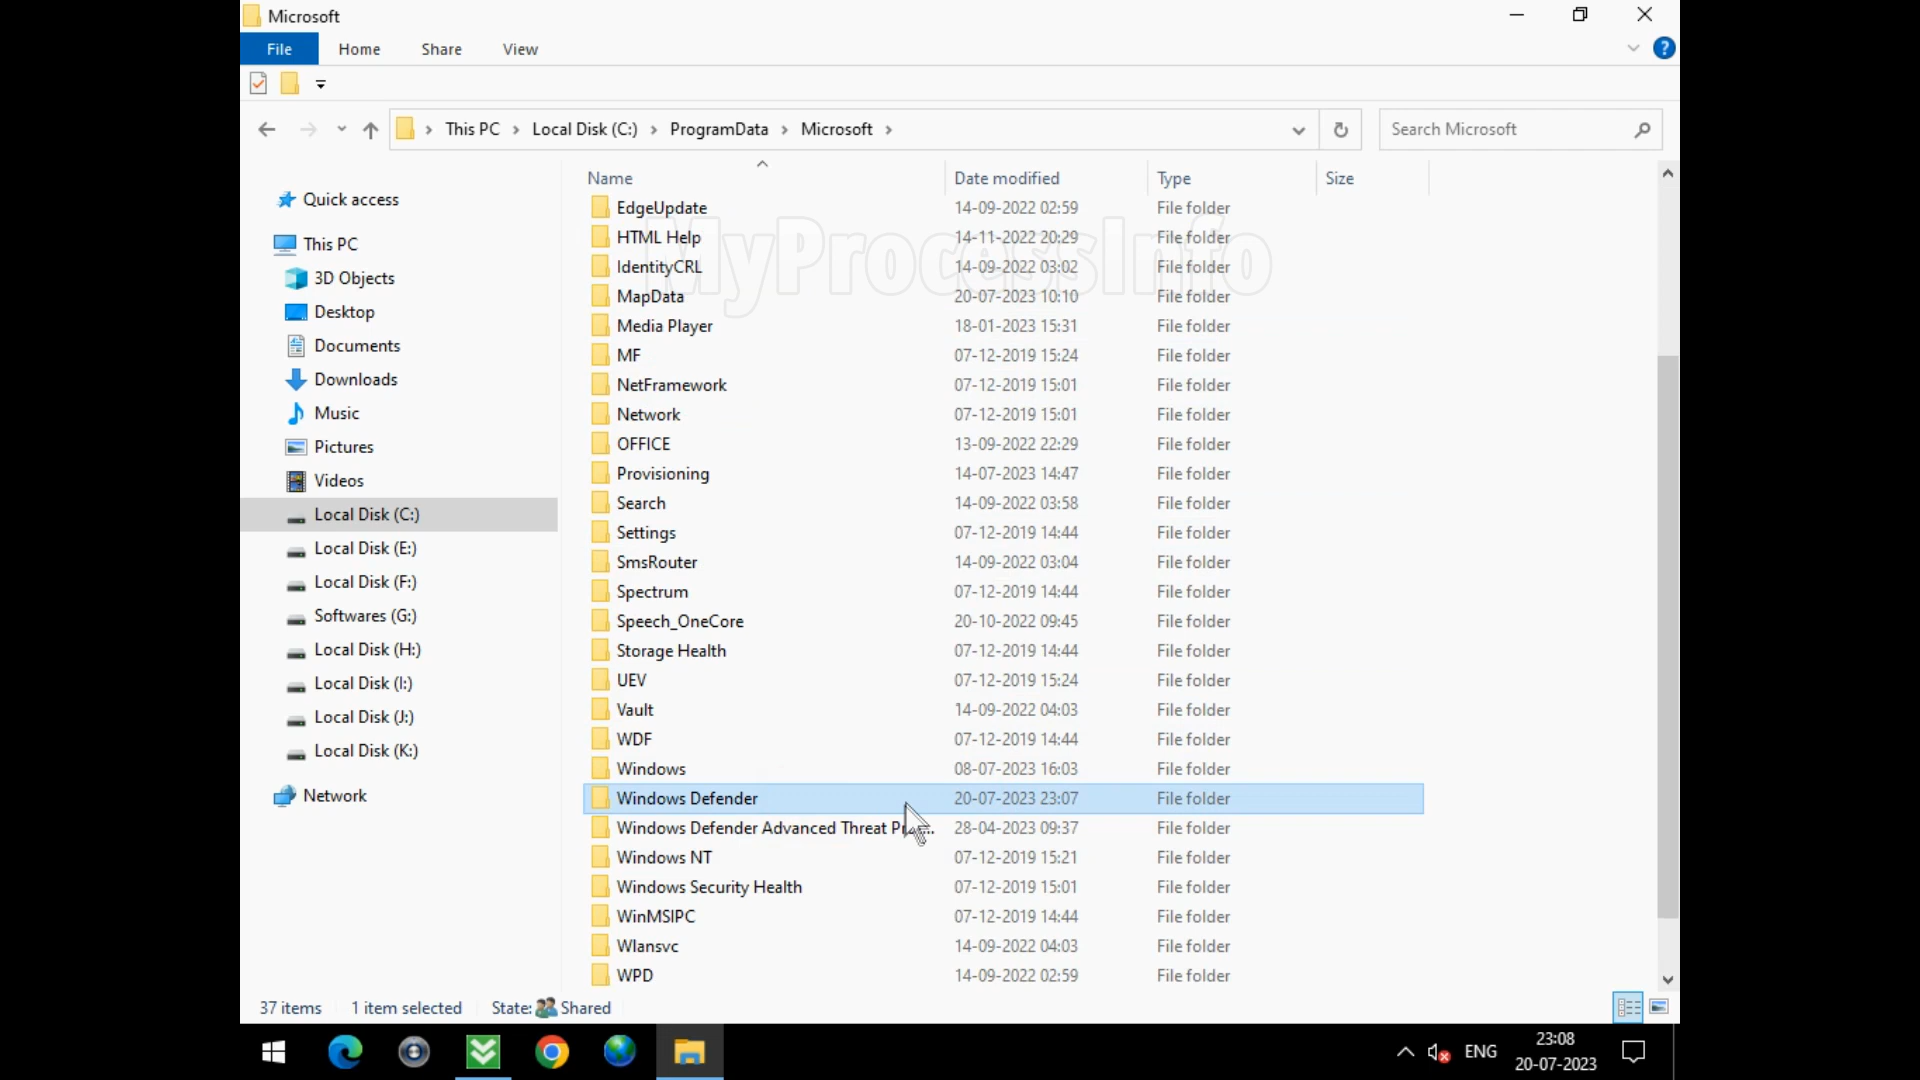 Microsoft
File Home Share View
This PC Local Disk (C:) ProgramData Microsoft
Search Microsoft
Quick access
This PC
3D Objects
Desktop
Documents
Downloads
Music
Pictures
Videos
Local Disk (C:)
Local Disk (E:)
Local Disk (F:)
Softwares (G:)
Local Disk (H:)
Local Disk (I:)
Local Disk (J:)
Local Disk (K:)
Network
Name Date modified Type Size
EdgeUpdate 14-09-2022 02:59 File folder
HTML Help 14-11-2022 20:29 File folder
MyProcessInfo
IdentityCRL 14-09-2022 03:02 File folder
MapData 20-07-2023 10:10 File folder
Media Player 18-01-2023 15:31 File folder
MF 07-12-2019 15:24 File folder
NetFramework 07-12-2019 15:01 File folder
Network 07-12-2019 15:01 File folder
OFFICE 13-09-2022 22:29 File folder
Provisioning 14-07-2023 14:47 File folder
Search 14-09-2022 03:58 File folder
Settings 07-12-2019 14:44 File folder
SmsRouter 14-09-2022 03:04 File folder
Spectrum 07-12-2019 14:44 File folder
Speech_OneCore 20-10-2022 09:45 File folder
Storage Health 07-12-2019 14:44 File folder
UEV 07-12-2019 15:24 File folder
Vault 14-09-2022 04:03 File folder
WDF 07-12-2019 14:44 File folder
Windows 08-07-2023 16:03 File folder
Windows Defender 20-07-2023 23:07 File folder
Windows Defender Advanced Threat 28-04-2023 09:37 File folder
Windows NT 07-12-2019 15:21 File folder
Windows Security Health 07-12-2019 15:01 File folder
WinMSIPC 07-12-2019 14:44 File folder
Wlansvc 14-09-2022 04:03 File folder
WPD 14-09-2022 02:59 File folder
37 items 1 item selected State: Shared
ENG
23:08
20-07-2023